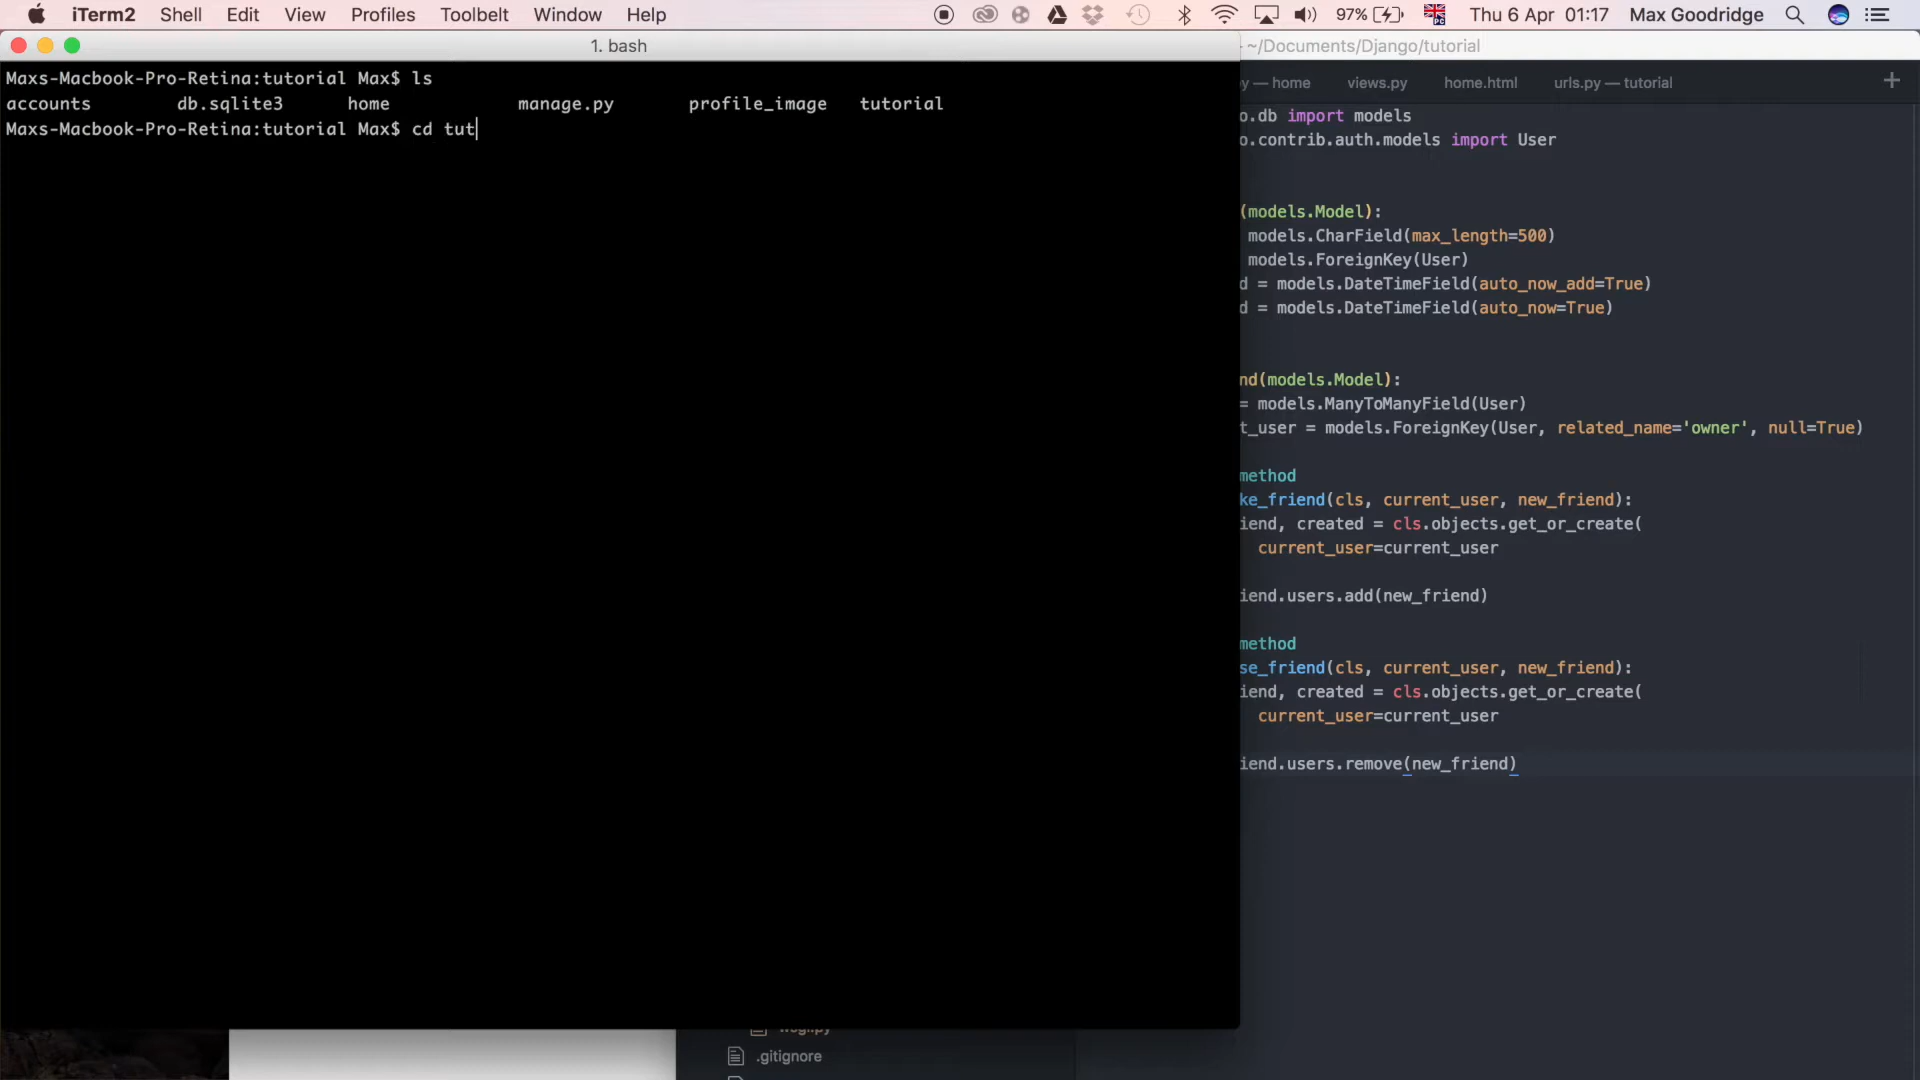 iTerm2 Shell Edit View Profiles Toolbelt Window Help 97% Thu 6 Apr 01:17 Max Goodridge
1. bash
~/Documents/Django/tutorial
Maxs-Macbook-Pro-Retina:tutorial Max$ ls
accounts db.sqlite3 home manage.py profile_image tutorial
Maxs-Macbook-Pro-Retina:tutorial Max$ cd tut
y — home views.py home.html urls.py — tutorial
o.db import models
o.contrib.auth.models import User
(models.Model):
models.CharField(max_length=500)
models.ForeignKey(User)
d = models.DateTimeField(auto_now_add=True)
d = models.DateTimeField(auto_now=True)
nd(models.Model):
= models.ManyToManyField(User)
t_user = models.ForeignKey(User, related_name='owner', null=True)
method
ke_friend(cls, current_user, new_friend):
iend, created = cls.objects.get_or_create(
current_user=current_user
iend.users.add(new_friend)
method
se_friend(cls, current_user, new_friend):
iend, created = cls.objects.get_or_create(
current_user=current_user
iend.users.remove(new_friend)
.gitignore